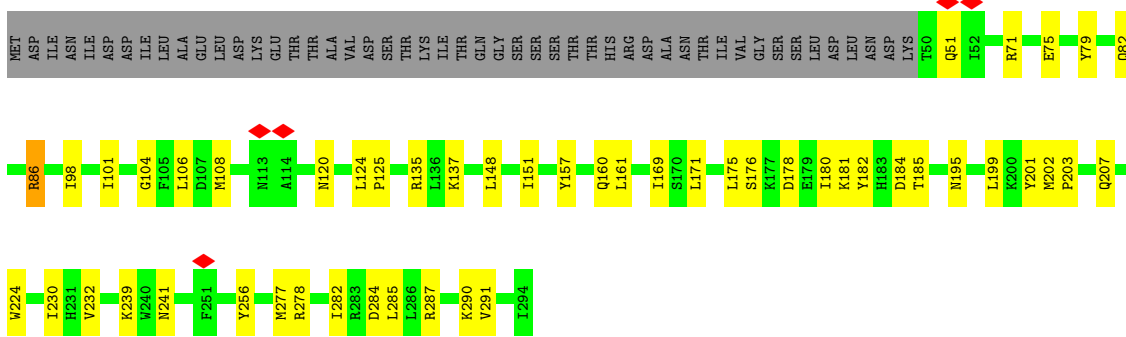 MET ASP ILE ASN ILE ASP ASP ILE LEU ALA GLU LEU ASP LYS GLU THR THR ALA VAL ASP SER THR LYS ILE THR GLN GLY SER SER SER THR THR HIS ARG ASP ALA ASN THR ILE VAL GLY SER SER LEU ASP LEU ASN ASP LYS T50 Q51 I52 R71 E75 Y79 Q82
R86 I98 I101 G104 F105 L106 D107 M108 N113 A114 N120 L124 P125 R135 L136 K137 L148 I151 Y157 Q160 L161 I169 S170 L171 L175 S176 K177 D178 E179 I180 K181 Y182 H183 D184 T185 N195 L199 K200 Y201 M202 P203 Q207
W224 I230 H231 V232 K239 W240 N241 F251 Y256 M277 R278 I282 R283 D284 L285 L286 R287 K290 V291 I294